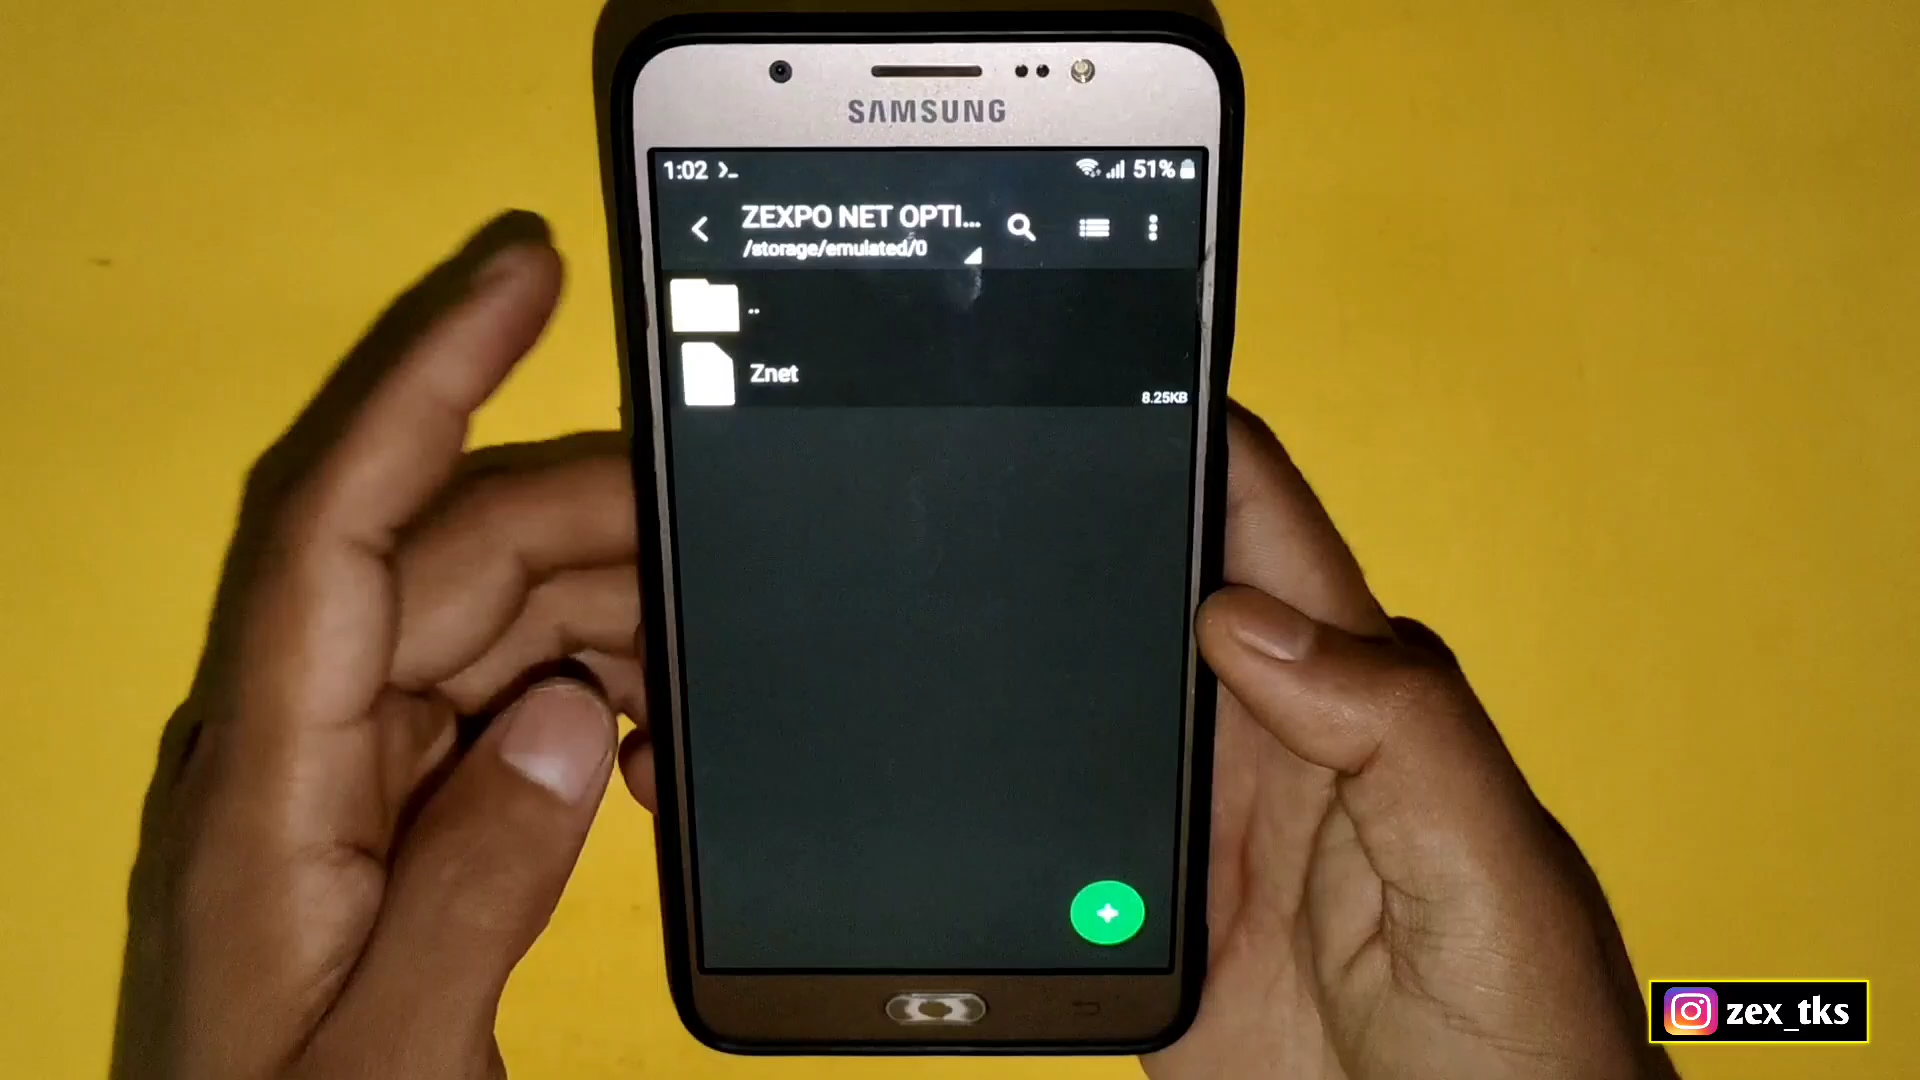 SAMSUNG
1:02 51%
ZEXPO NET OPTI...
/storage/emulated/0
..
Znet
8.25KB
zex_tks